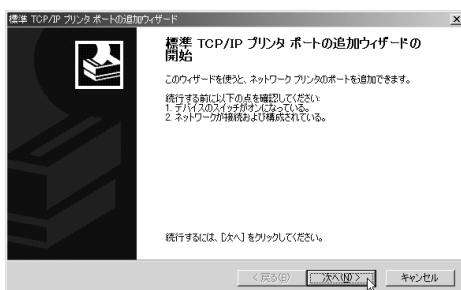 標準 TCP/IP プリンタ ポートの追加ウィザード
標準 TCP/IP プリンタ ポートの追加ウィザードの
開始
このウィザードを使うと、ネットワーク プリンタのポートを追加できます。
続行する前に以下の点を確認してください:
1. デバイスのスイッチがオンになっている。
2. ネットワークが接続および構成されている。
続行するには、[次へ] をクリックしてください。
< 戻る(B)
次へ(N) >
キャンセル